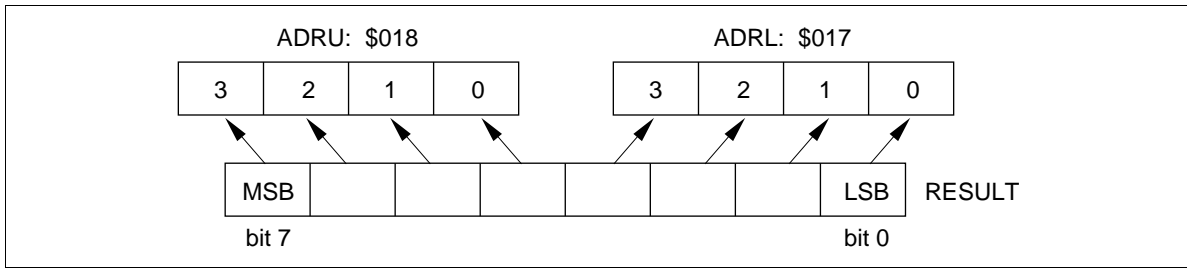 ADRU: $018 ADRL: $017
3 2 1 0 3 2 1 0
MSB LSB RESULT
bit 7 bit 0